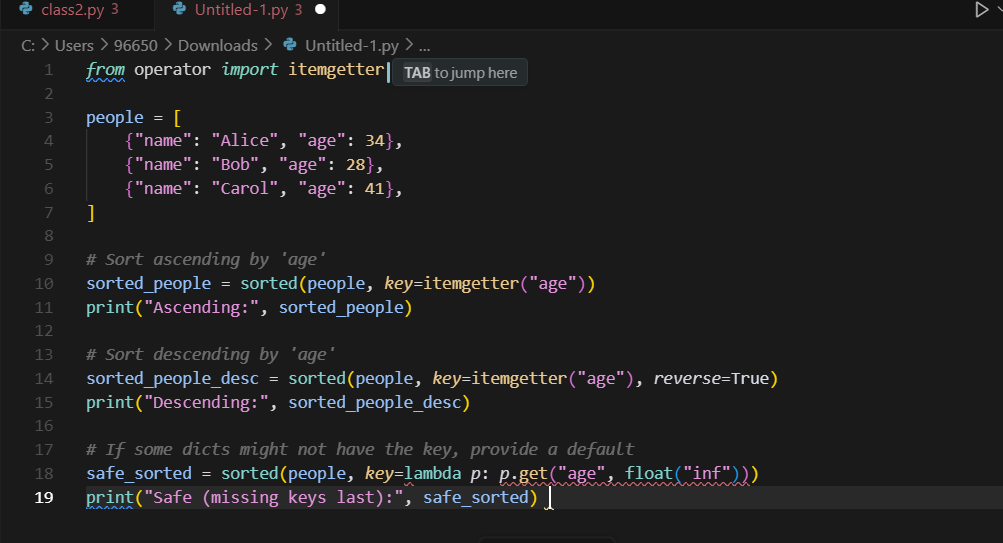 class2.py 3 Untitled-1.py 3
C: > Users > 96650 > Downloads > Untitled-1.py > ...
1 from operator import itemgetter TAB to jump here
2
3 people = [
4     {"name": "Alice", "age": 34},
5     {"name": "Bob", "age": 28},
6     {"name": "Carol", "age": 41},
7 ]
8
9 # Sort ascending by 'age'
10 sorted_people = sorted(people, key=itemgetter("age"))
11 print("Ascending:", sorted_people)
12
13 # Sort descending by 'age'
14 sorted_people_desc = sorted(people, key=itemgetter("age"), reverse=True)
15 print("Descending:", sorted_people_desc)
16
17 # If some dicts might not have the key, provide a default
18 safe_sorted = sorted(people, key=lambda p: p.get("age", float("inf")))
19 print("Safe (missing keys last):", safe_sorted)